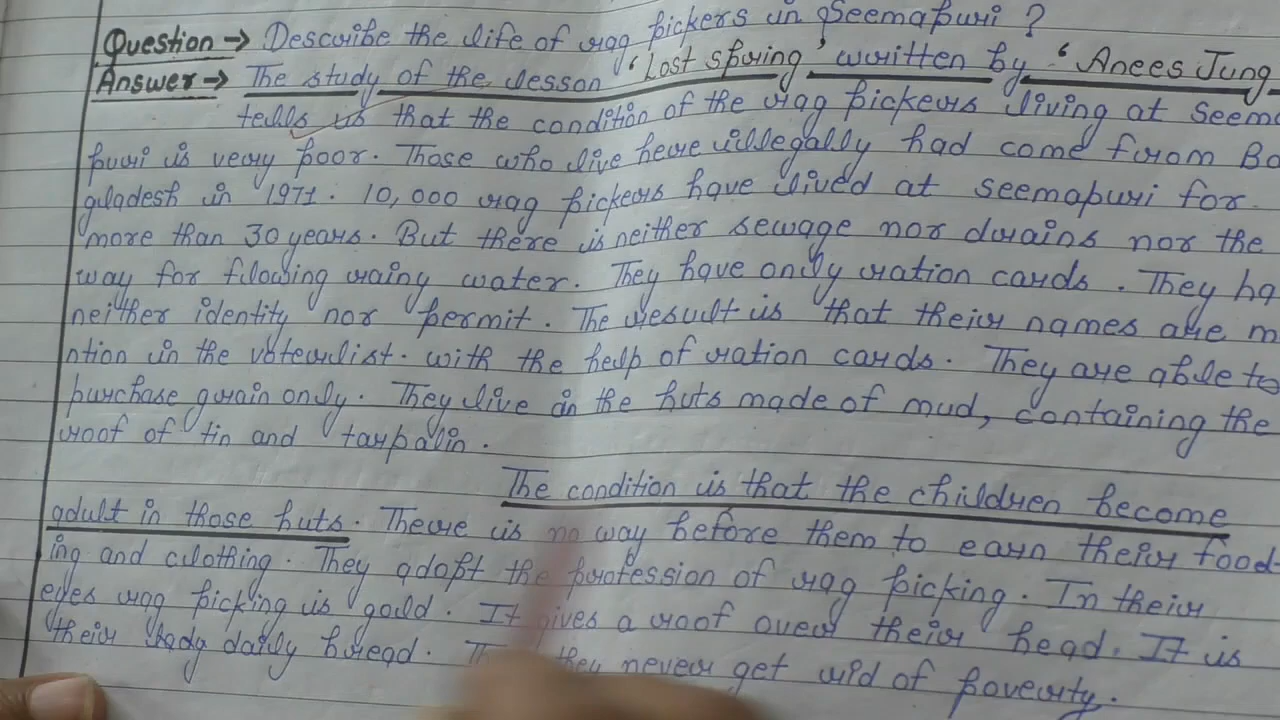 Question → Describe the life of rag pickers in Seemapuri ?
Answer → The study of the lesson 'Lost spring' written by 'Anees Jung
tells us that the condition of the rag pickers living at Seema
puri is very poor. Those who live here illegally had come from Ba
gladesh in 1971. 10,000 rag pickers have lived at seemapuri for
more than 30 years. But there is neither sewage nor drains nor the
way for flowing rainy water. They have only ration cards. They ha
neither identity nor permit. The result is that their names are m
ntion in the voterlist. with the help of ration cards. They are able to
purchase grain only. They live in the huts made of mud, containing the
roof of tin and tarpalin.
The condition is that the children become
adult in those huts. There is no way before them to earn their food-
ing and clothing. They adopt the profession of rag picking. In their
eyes rag picking is gold. It gives a roof over their head. It is
their daily bread. they never get rid of poverty.